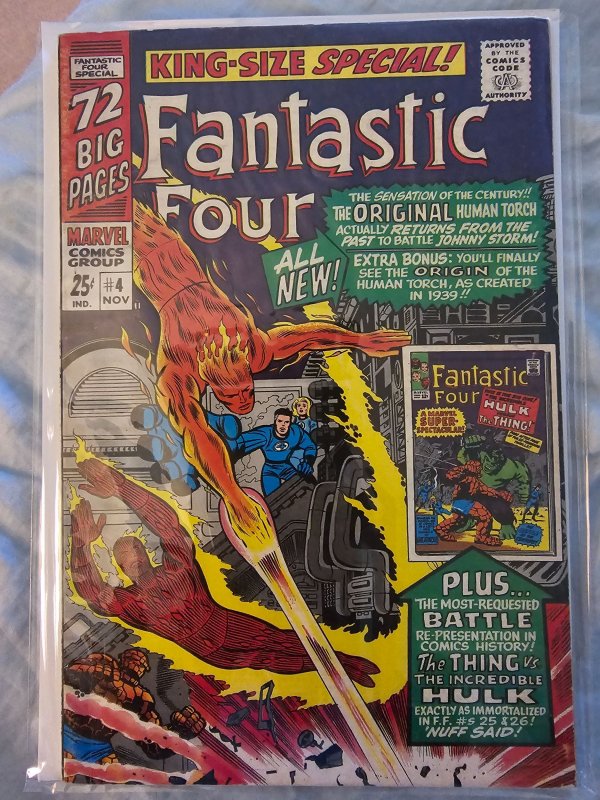 FANTASTIC
FOUR
SPECIAL
72
BIG
PAGES
MARVEL
COMICS
GROUP
25¢
IND.
#4
NOV
KING-SIZE SPECIAL!
APPROVED
BY THE
COMICS
CODE
AUTHORITY
Fantastic
Four
THE SENSATION OF THE CENTURY!!
THE ORIGINAL HUMAN TORCH
ACTUALLY RETURNS FROM THE
PAST TO BATTLE JOHNNY STORM!
ALL
NEW!
EXTRA BONUS: YOU'LL FINALLY
SEE THE ORIGIN OF THE
HUMAN TORCH, AS CREATED
IN 1939!!
Fantastic
Four
A MARVEL
SUPER-
SPECTACULAR!
HULK
THE THING!
PLUS...
THE MOST-REQUESTED
BATTLE
RE-PRESENTATION IN
COMICS HISTORY!
The THING vs
THE INCREDIBLE
HULK
EXACTLY AS IMMORTALIZED
IN F.F. #s 25 & 26!
'NUFF SAID!